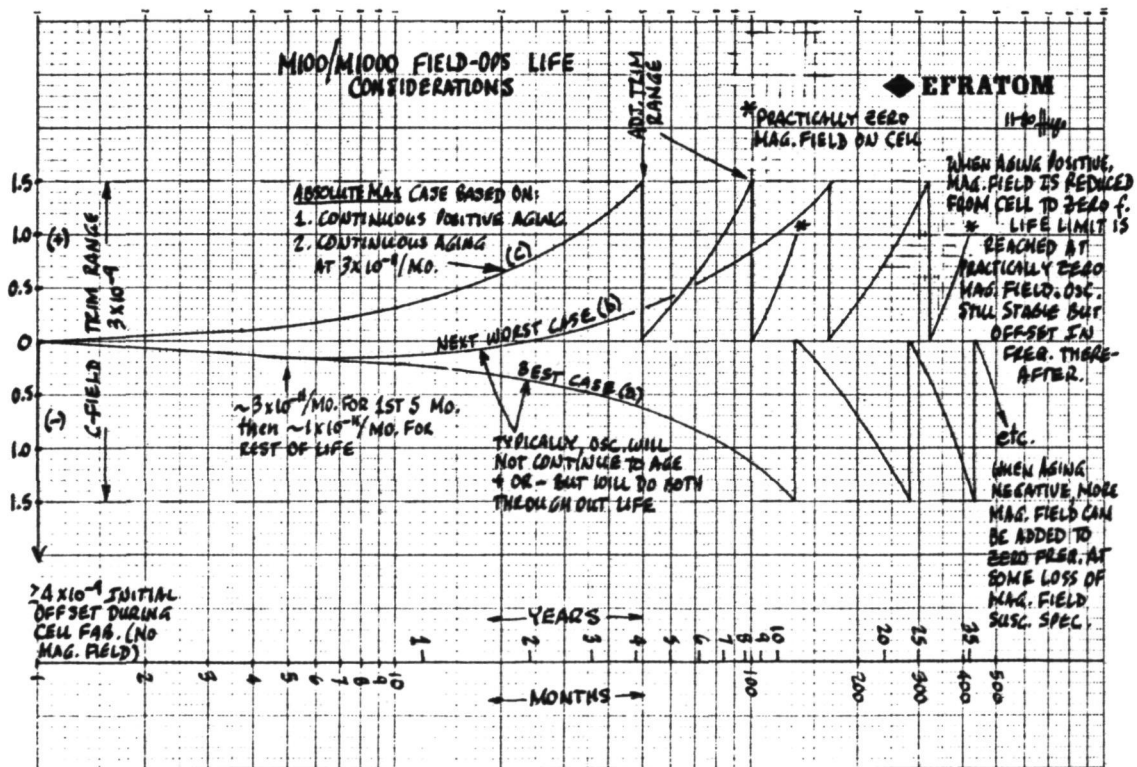 M100/M1000 FIELD-OPS LIFE
CONSIDERATIONS
EFRATOM
11-80
ADJ. TRIM
RANGE
* PRACTICALLY ZERO
MAG. FIELD ON CELL
WHEN AGING POSITIVE,
MAG. FIELD IS REDUCED
FROM CELL TO ZERO f.
LIFE LIMIT IS
REACHED AT
PRACTICALLY ZERO
MAG. FIELD. OSC.
STILL STABLE BUT
OFFSET IN
FREQ. THERE-
AFTER.
*
*
ABSOLUTE MAX CASE BASED ON:
1. CONTINUOUS POSITIVE AGING
2. CONTINUOUS AGING
AT 3x10⁻¹¹/MO.
(C)
1.5
1.0
0.5
0
0.5
1.0
1.5
(+)
(-)
C-FIELD TRIM RANGE
3x10⁻⁹
NEXT WORST CASE (b)
BEST CASE (a)
~3x10⁻¹¹/MO. FOR 1ST 5 MO.
then ~1x10⁻¹¹/MO. FOR
REST OF LIFE
TYPICALLY, OSC. WILL
NOT CONTINUE TO AGE
+ OR - BUT WILL DO BOTH
THROUGH OUT LIFE
etc.
WHEN AGING
NEGATIVE, MORE
MAG. FIELD CAN
BE ADDED TO
ZERO FREQ. AT
SOME LOSS OF
MAG. FIELD
SUSC. SPEC.
>4x10⁻⁹ INITIAL
OFFSET DURING
CELL FAB. (NO
MAG. FIELD)
YEARS
1 2 3 4 5 6 7 8 9 10 20 25 35
1 2 3 4 5 6 7 8 9 10 100 200 300 400 500
MONTHS